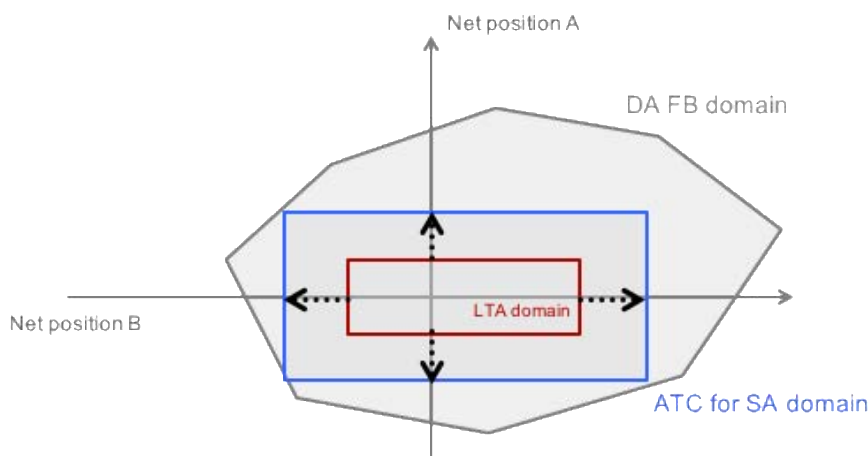 Net position A
DA FB domain
LTA domain
Net position B
ATC for SA domain